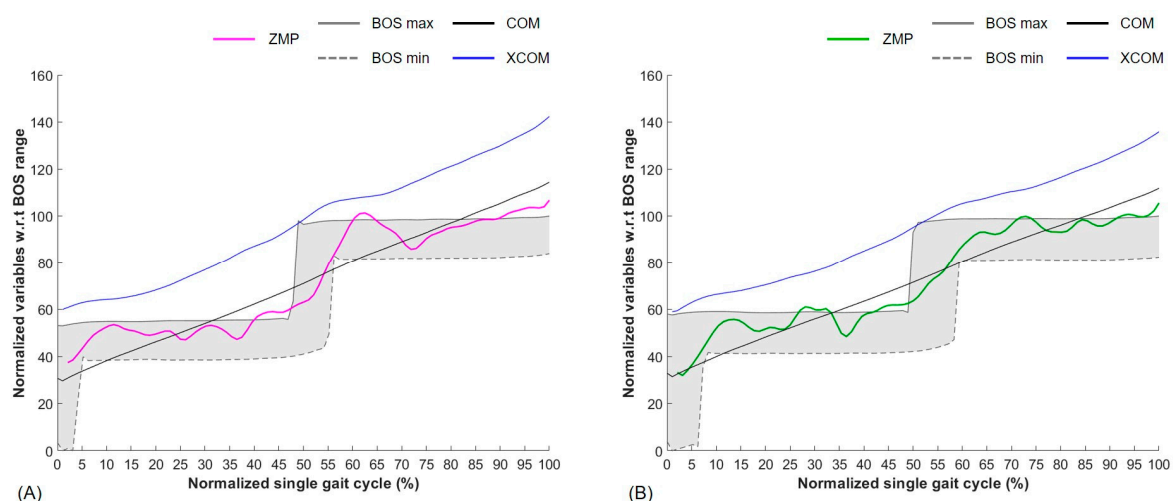 BOS max COM
ZMP
BOS min XCOM
Normalized variables w.r.t BOS range
160
140
120
100
80
60
40
20
0
0 5 10 15 20 25 30 35 40 45 50 55 60 65 70 75 80 85 90 95 100
Normalized single gait cycle (%)
(A)
BOS max COM
ZMP
BOS min XCOM
Normalized variables w.r.t BOS range
160
140
120
100
80
60
40
20
0
0 5 10 15 20 25 30 35 40 45 50 55 60 65 70 75 80 85 90 95 100
Normalized single gait cycle (%)
(B)